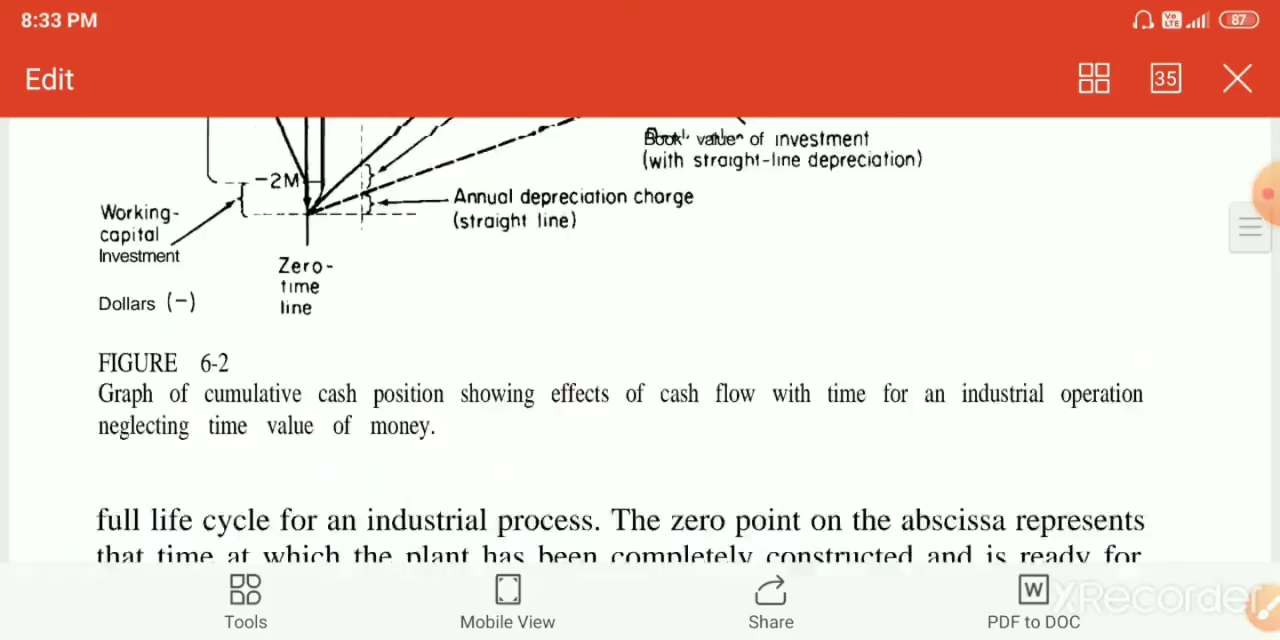 8:33 PM
Vo LTE
87
Edit
35
Book value of investment
(with straight-line depreciation)
-2M
Annual depreciation charge
(straight line)
Working-
capital
Investment
Zero-
time
line
Dollars (-)
FIGURE 6-2
Graph of cumulative cash position showing effects of cash flow with time for an industrial operation
neglecting time value of money.
full life cycle for an industrial process. The zero point on the abscissa represents
that time at which the plant has been completely constructed and is ready for
XRecorder
W
Tools
Mobile View
Share
PDF to DOC